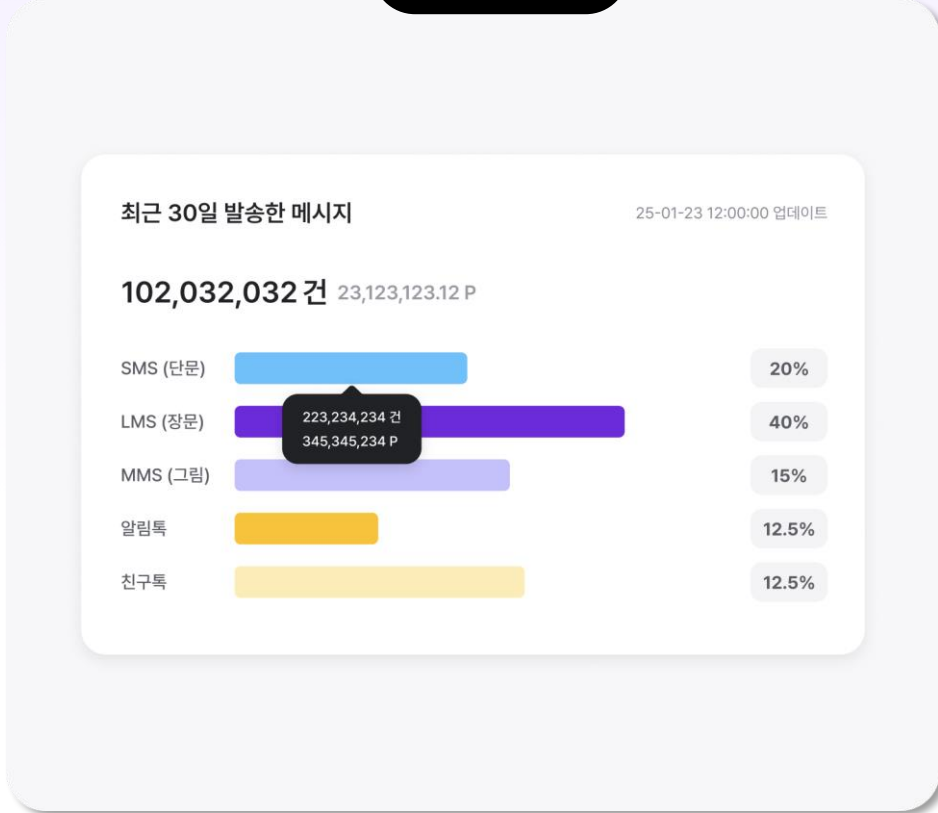 최근 30일 발송한 메시지
25-01-23 12:00:00 업데이트
102,032,032 건 23,123,123.12 P
SMS (단문)
20%
223,234,234 건
345,345,234 P
LMS (장문)
40%
MMS (그림)
15%
알림톡
12.5%
친구톡
12.5%